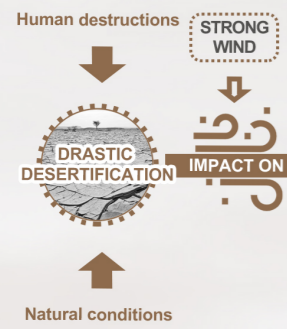 Human destructions
STRONG
WIND
DRASTIC
DESERTIFICATION
IMPACT ON
Natural conditions